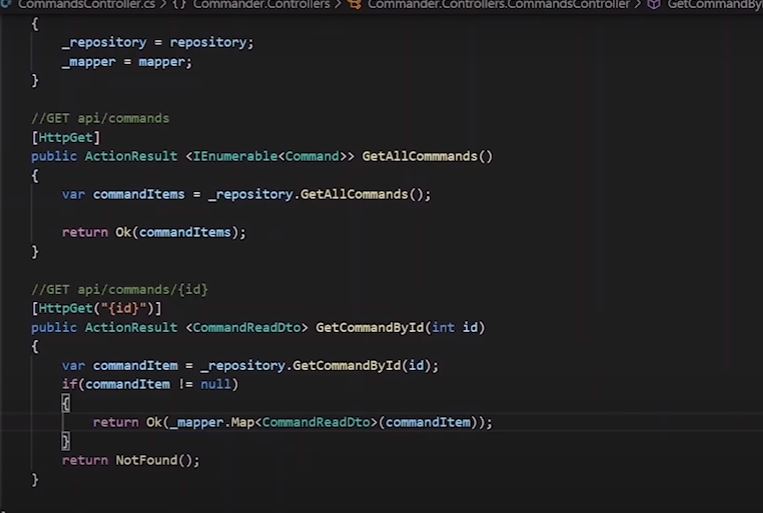 CommandsController.cs > {} Commander.Controllers > Commander.Controllers.CommandsController > GetCommandBy
{
_repository = repository;
_mapper = mapper;
}
//GET api/commands
[HttpGet]
public ActionResult <IEnumerable<Command>> GetAllCommmands()
{
var commandItems = _repository.GetAllCommands();
return Ok(commandItems);
}
//GET api/commands/{id}
[HttpGet("{id}")]
public ActionResult <CommandReadDto> GetCommandById(int id)
{
var commandItem = _repository.GetCommandById(id);
if(commandItem != null)
{
return Ok(_mapper.Map<CommandReadDto>(commandItem));
}
return NotFound();
}